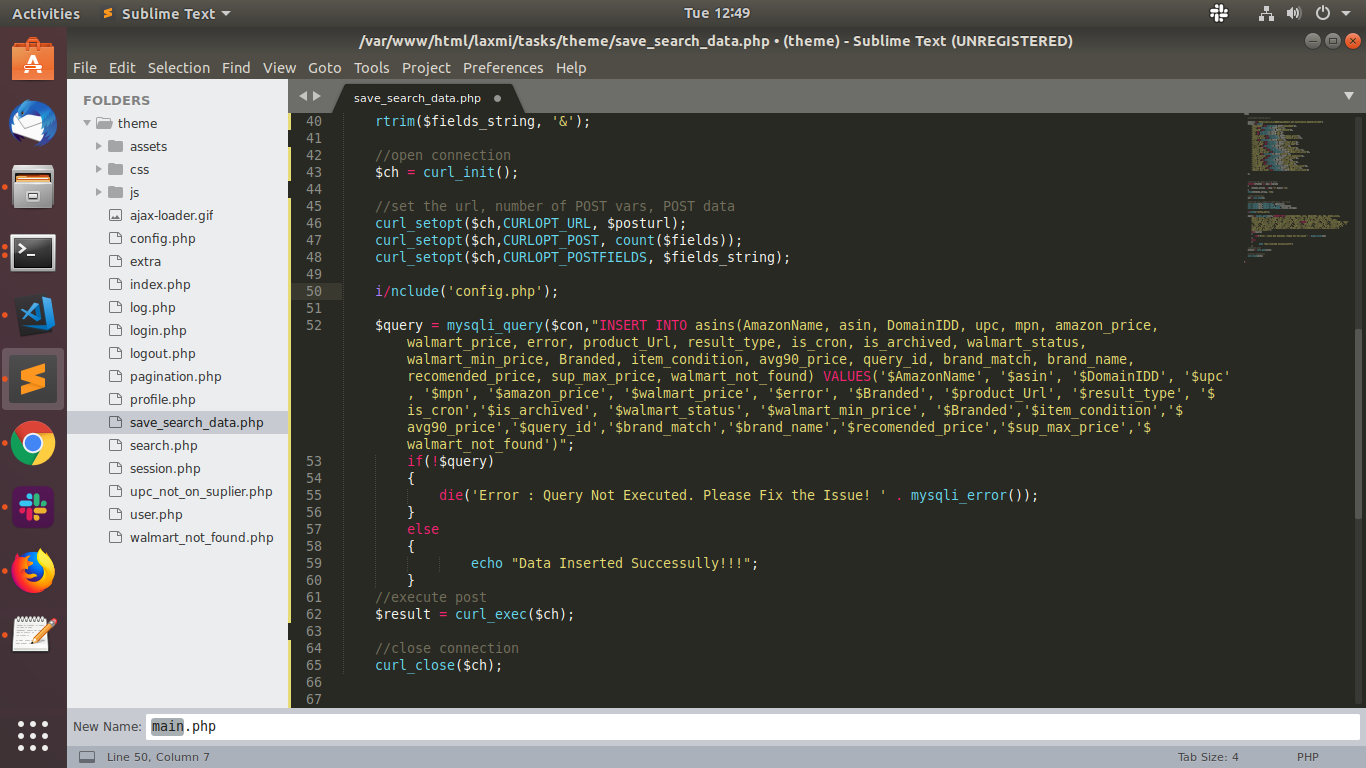 Activities Sublime Text Tue 12:49
/var/www/html/laxmi/tasks/theme/save_search_data.php • (theme) - Sublime Text (UNREGISTERED)
File Edit Selection Find View Goto Tools Project Preferences Help
FOLDERS
theme
assets
css
js
ajax-loader.gif
config.php
extra
index.php
log.php
login.php
logout.php
pagination.php
profile.php
save_search_data.php
search.php
session.php
upc_not_on_suplier.php
user.php
walmart_not_found.php
save_search_data.php
40 rtrim($fields_string, '&');
41
42 //open connection
43 $ch = curl_init();
44
45 //set the url, number of POST vars, POST data
46 curl_setopt($ch,CURLOPT_URL, $posturl);
47 curl_setopt($ch,CURLOPT_POST, count($fields));
48 curl_setopt($ch,CURLOPT_POSTFIELDS, $fields_string);
49
50 i/nclude('config.php');
51
52 $query = mysqli_query($con,"INSERT INTO asins(AmazonName, asin, DomainIDD, upc, mpn, amazon_price,
walmart_price, error, product_Url, result_type, is_cron, is_archived, walmart_status,
walmart_min_price, Branded, item_condition, avg90_price, query_id, brand_match, brand_name,
recomended_price, sup_max_price, walmart_not_found) VALUES('$AmazonName', '$asin', '$DomainIDD', '$upc'
, '$mpn', '$amazon_price', '$walmart_price', '$error', '$Branded', '$product_Url', '$result_type', '$
is_cron','$is_archived', '$walmart_status', '$walmart_min_price', '$Branded','$item_condition','$
avg90_price','$query_id','$brand_match','$brand_name','$recomended_price','$sup_max_price','$
walmart_not_found')";
53 if(!$query)
54 {
55 die('Error : Query Not Executed. Please Fix the Issue! ' . mysqli_error());
56 }
57 else
58 {
59 echo "Data Inserted Successully!!!";
60 }
61 //execute post
62 $result = curl_exec($ch);
63
64 //close connection
65 curl_close($ch);
66
67
New Name: main.php
Line 50, Column 7 Tab Size: 4 PHP